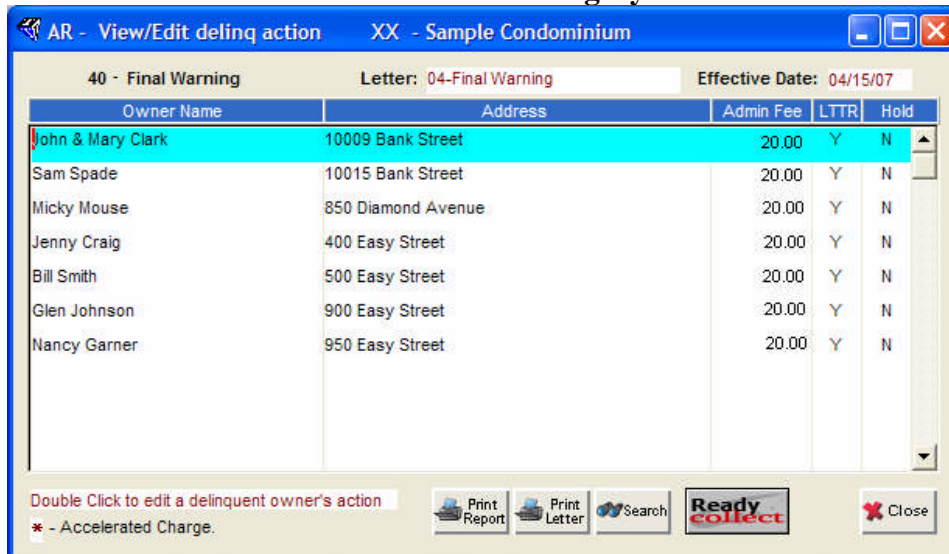 AR - View/Edit delinq action XX - Sample Condominium
40 - Final Warning Letter: 04-Final Warning Effective Date: 04/15/07
Owner Name Address Admin Fee LTTR Hold
John & Mary Clark 10009 Bank Street 20.00 Y N
Sam Spade 10015 Bank Street 20.00 Y N
Micky Mouse 850 Diamond Avenue 20.00 Y N
Jenny Craig 400 Easy Street 20.00 Y N
Bill Smith 500 Easy Street 20.00 Y N
Glen Johnson 900 Easy Street 20.00 Y N
Nancy Garner 950 Easy Street 20.00 Y N
Double Click to edit a delinquent owner's action
* - Accelerated Charge.
Print Report Print Letter Search Ready Collect Close